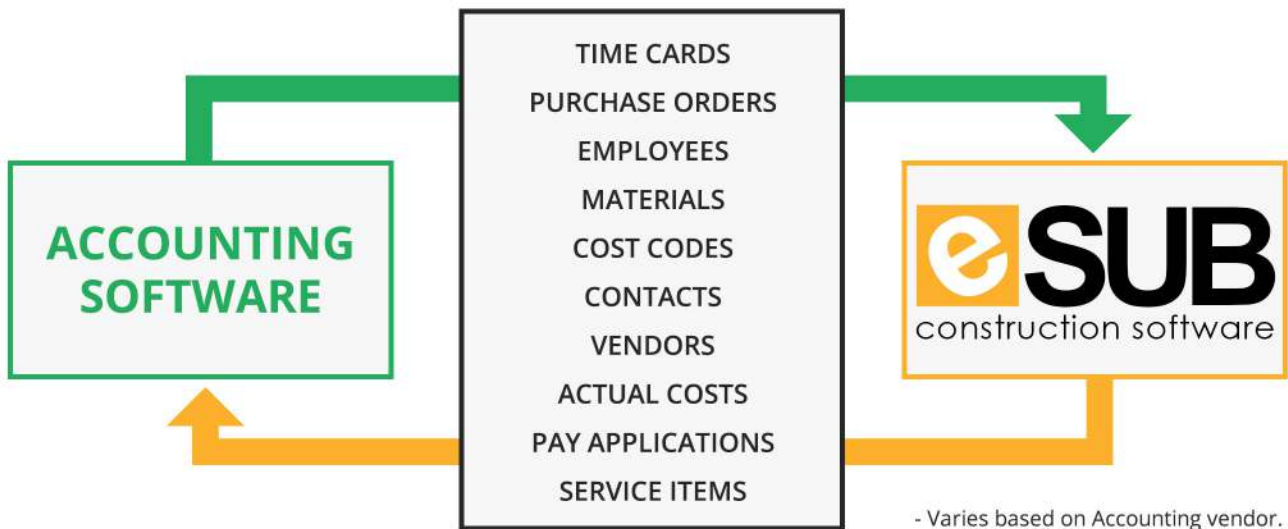 ACCOUNTING
SOFTWARE
TIME CARDS
PURCHASE ORDERS
EMPLOYEES
MATERIALS
COST CODES
CONTACTS
VENDORS
ACTUAL COSTS
PAY APPLICATIONS
SERVICE ITEMS
eSUB
construction software
- Varies based on Accounting vendor.